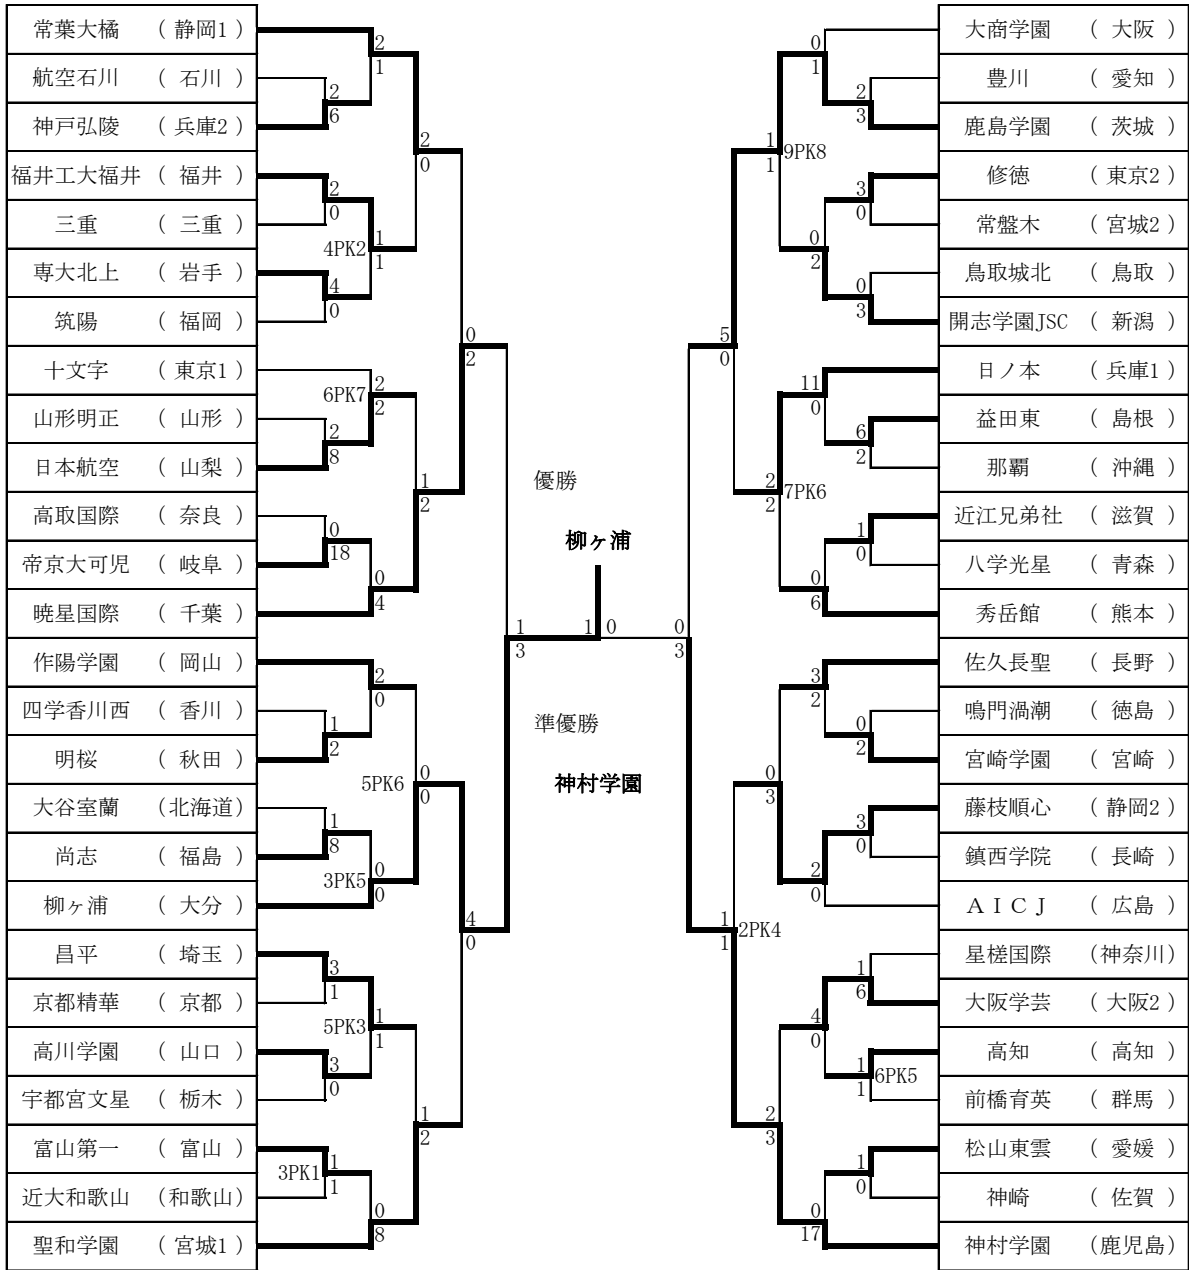 常葉大橘 ( 静岡1 )
航空石川 ( 石川 )
神戸弘陵 ( 兵庫2 )
福井工大福井 ( 福井 )
三重 ( 三重 )
専大北上 ( 岩手 )
筑陽 ( 福岡 )
十文字 ( 東京1 )
山形明正 ( 山形 )
日本航空 ( 山梨 )
高取国際 ( 奈良 )
帝京大可児 ( 岐阜 )
暁星国際 ( 千葉 )
作陽学園 ( 岡山 )
四学香川西 ( 香川 )
明桜 ( 秋田 )
大谷室蘭 (北海道)
尚志 ( 福島 )
柳ヶ浦 ( 大分 )
昌平 ( 埼玉 )
京都精華 ( 京都 )
高川学園 ( 山口 )
宇都宮文星 ( 栃木 )
富山第一 ( 富山 )
近大和歌山 (和歌山)
聖和学園 ( 宮城1 )
2
1
2
6
2
0
2
0
4PK2
1
1
4
0
0
2
6PK7
2
2
2
8
1
2
0
18
0
4
1
3
2
0
1
2
5PK6
0
0
1
8
3PK5
0
0
4
0
3
1
5PK3
1
1
3
0
1
2
3PK1
1
1
0
8
優勝
柳ヶ浦
1 0
準優勝
神村学園
0
1
2
3
1
1
9PK8
3
0
0
2
0
3
5
0
11
0
6
2
2
2
7PK6
1
0
0
6
0
3
3
2
0
2
0
3
3
0
2
0
1
1
2PK4
1
6
4
0
1
1
6PK5
2
3
1
0
0
17
大商学園 ( 大阪 )
豊川 ( 愛知 )
鹿島学園 ( 茨城 )
修徳 ( 東京2 )
常盤木 ( 宮城2 )
鳥取城北 ( 鳥取 )
開志学園JSC ( 新潟 )
日ノ本 ( 兵庫1 )
益田東 ( 島根 )
那覇 ( 沖縄 )
近江兄弟社 ( 滋賀 )
八学光星 ( 青森 )
秀岳館 ( 熊本 )
佐久長聖 ( 長野 )
鳴門渦潮 ( 徳島 )
宮崎学園 ( 宮崎 )
藤枝順心 ( 静岡2 )
鎮西学院 ( 長崎 )
ＡＩＣＪ ( 広島 )
星槎国際 (神奈川)
大阪学芸 ( 大阪2 )
高知 ( 高知 )
前橋育英 ( 群馬 )
松山東雲 ( 愛媛 )
神崎 ( 佐賀 )
神村学園 (鹿児島)